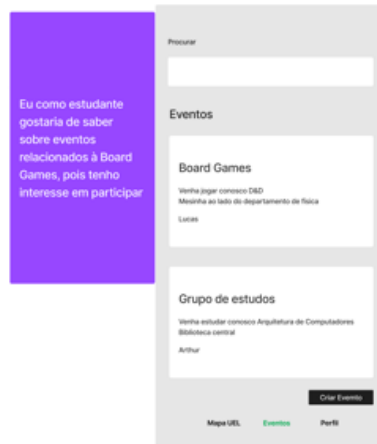 Eu como estudante
gostaria de saber
sobre eventos
relacionados à Board
Games, pois tenho
interesse em participar
Procurar
Eventos
Board Games
Venha jogar conosco D&D
Mesinha ao lado do departamento de física
Lucas
Grupo de estudos
Venha estudar conosco Arquitetura de Computadores
Biblioteca central
Arthur
Criar Evemto
Mapa UEL Eventos Perfil